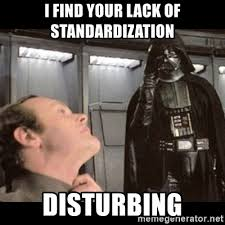 I FIND YOUR LACK OF
STANDARDIZATION
DISTURBING
memegenerator.net